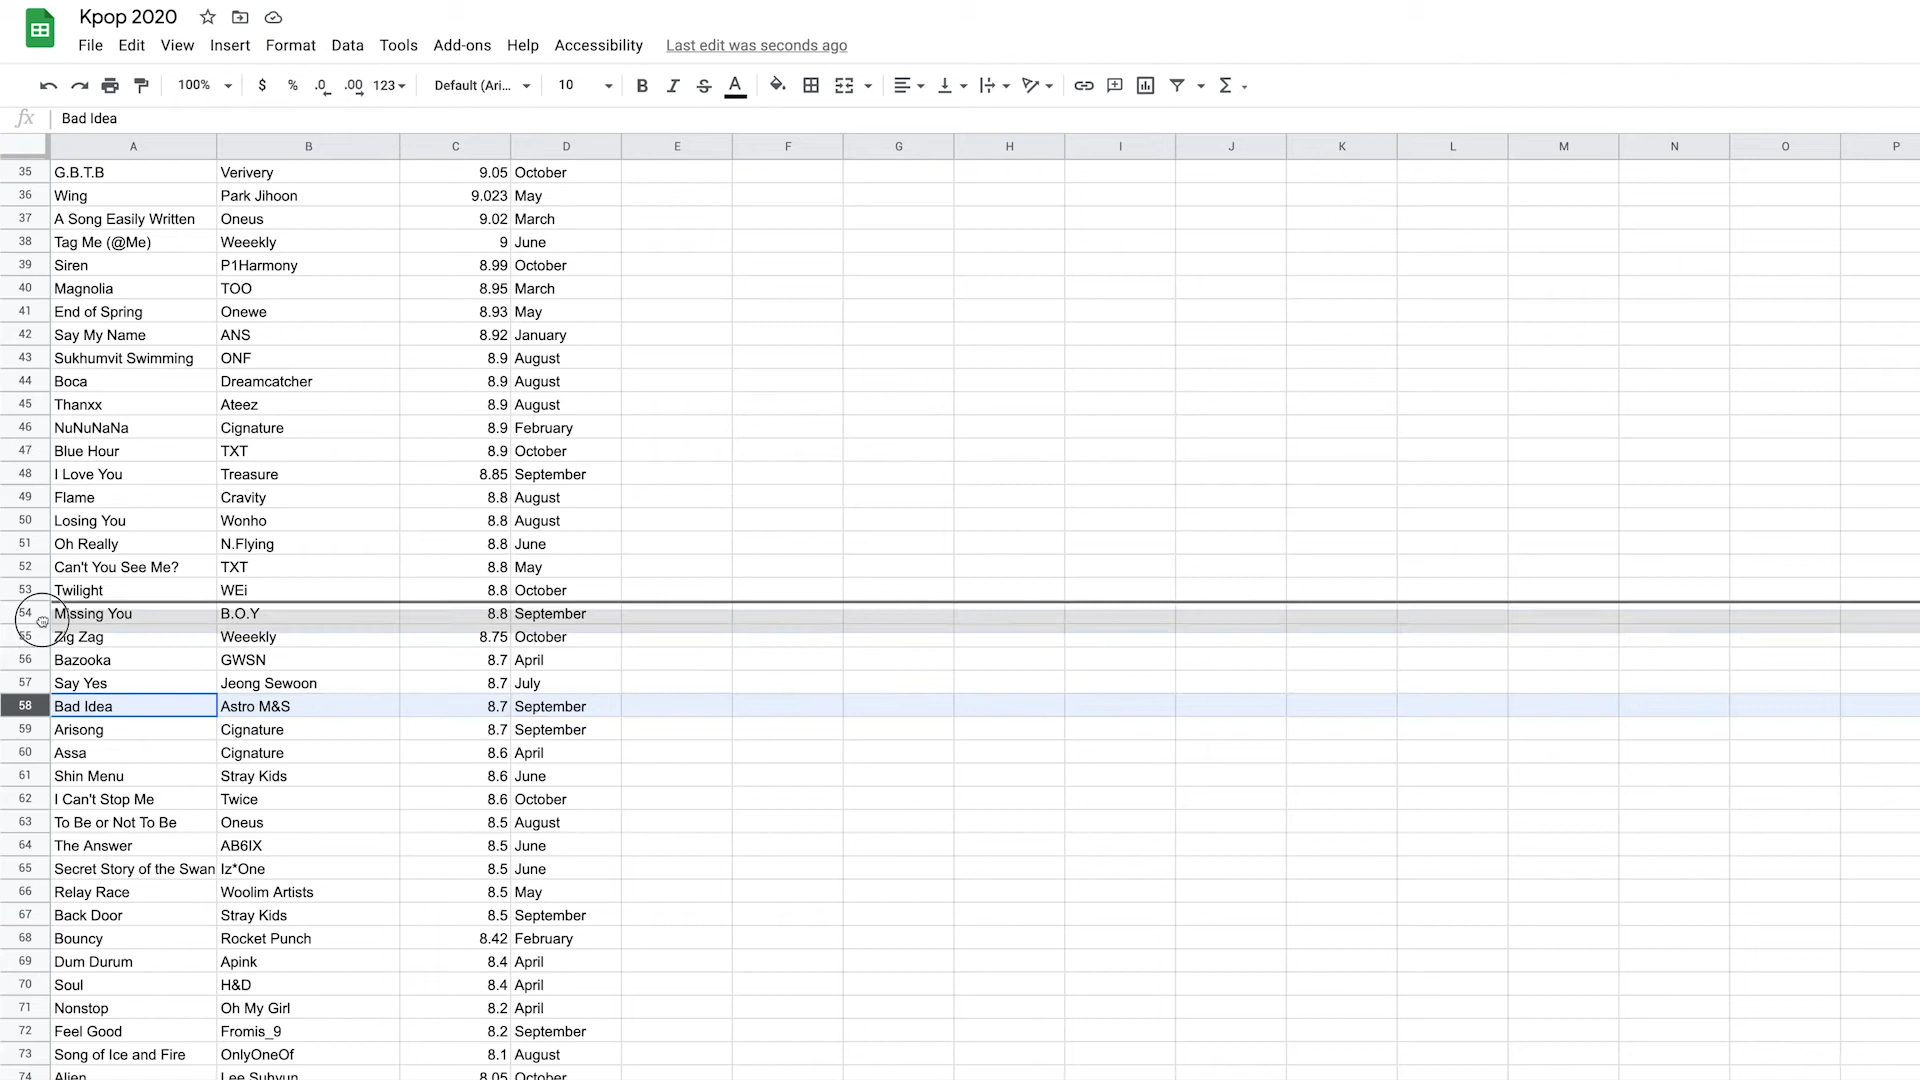 Kpop 2020
File Edit View Insert Format Data Tools Add-ons Help Accessibility Last edit was seconds ago
100% $ % .0 .00 123 Default (Ari... 10 B I S A Σ
fx Bad Idea
A B C D E F G H I J K L M N O P
35 G.B.T.B Verivery 9.05 October
36 Wing Park Jihoon 9.023 May
37 A Song Easily Written Oneus 9.02 March
38 Tag Me (@Me) Weeekly 9 June
39 Siren P1Harmony 8.99 October
40 Magnolia TOO 8.95 March
41 End of Spring Onewe 8.93 May
42 Say My Name ANS 8.92 January
43 Sukhumvit Swimming ONF 8.9 August
44 Boca Dreamcatcher 8.9 August
45 Thanxx Ateez 8.9 August
46 NuNuNaNa Cignature 8.9 February
47 Blue Hour TXT 8.9 October
48 I Love You Treasure 8.85 September
49 Flame Cravity 8.8 August
50 Losing You Wonho 8.8 August
51 Oh Really N.Flying 8.8 June
52 Can't You See Me? TXT 8.8 May
53 Twilight WEi 8.8 October
54 Missing You B.O.Y 8.8 September
55 Zig Zag Weeekly 8.75 October
56 Bazooka GWSN 8.7 April
57 Say Yes Jeong Sewoon 8.7 July
58 Bad Idea Astro M&S 8.7 September
59 Arisong Cignature 8.7 September
60 Assa Cignature 8.6 April
61 Shin Menu Stray Kids 8.6 June
62 I Can't Stop Me Twice 8.6 October
63 To Be or Not To Be Oneus 8.5 August
64 The Answer AB6IX 8.5 June
65 Secret Story of the Swan Iz*One 8.5 June
66 Relay Race Woolim Artists 8.5 May
67 Back Door Stray Kids 8.5 September
68 Bouncy Rocket Punch 8.42 February
69 Dum Durum Apink 8.4 April
70 Soul H&D 8.4 April
71 Nonstop Oh My Girl 8.2 April
72 Feel Good Fromis_9 8.2 September
73 Song of Ice and Fire OnlyOneOf 8.1 August
74 Alien Lee Suhyun 8.05 October